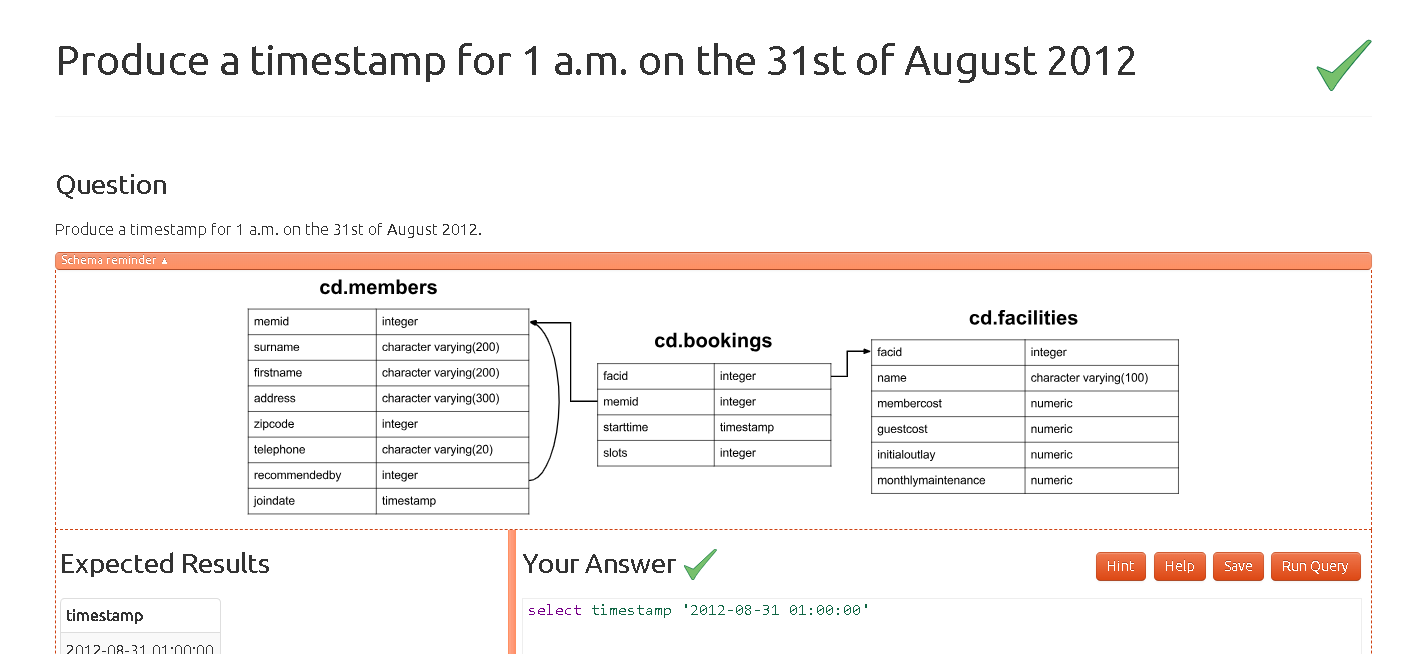 Produce a timestamp for 1 a.m. on the 31st of August 2012
Question
Produce a timestamp for 1 a.m. on the 31st of August 2012.
Schema reminder ▲
cd.members
memid integer
surname character varying(200)
firstname character varying(200)
address character varying(300)
zipcode integer
telephone character varying(20)
recommendedby integer
joindate timestamp
cd.bookings
facid integer
memid integer
starttime timestamp
slots integer
cd.facilities
facid integer
name character varying(100)
membercost numeric
guestcost numeric
initialoutlay numeric
monthlymaintenance numeric
Expected Results
timestamp
2012-08-31 01:00:00
Your Answer
Hint Help Save Run Query
select timestamp '2012-08-31 01:00:00'